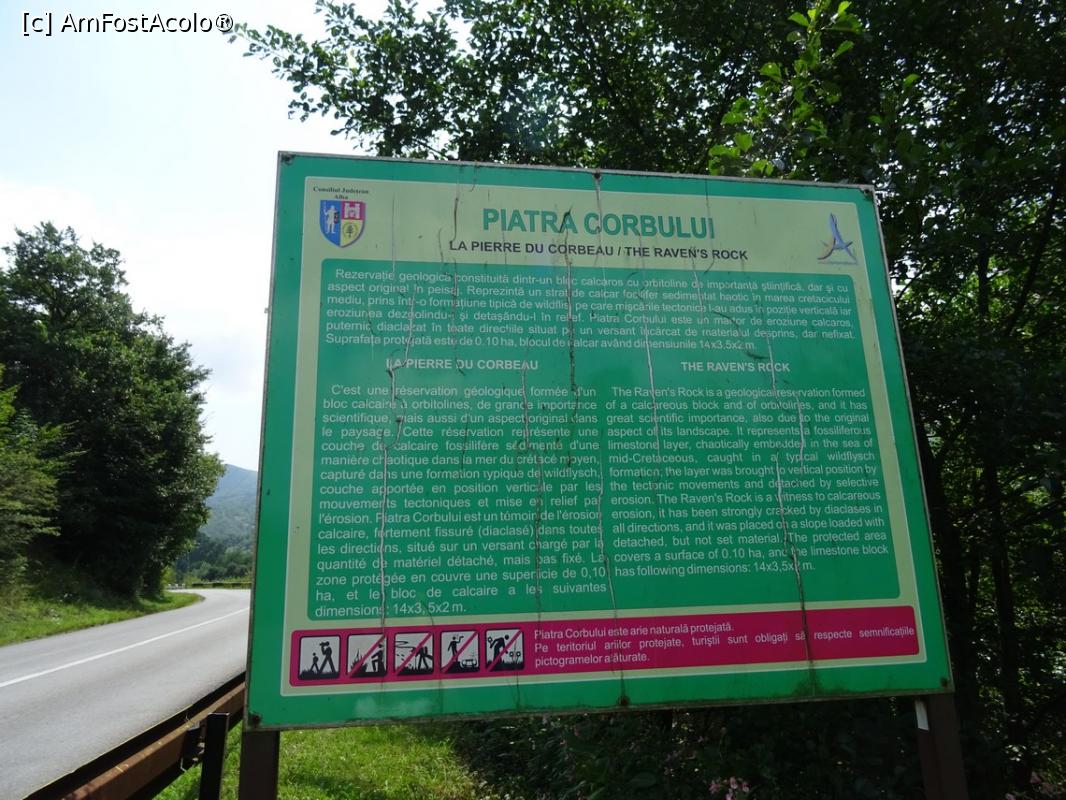 [c] AmFostAcolo®
Consiliul Județean
Alba
PIATRA CORBULUI
LA PIERRE DU CORBEAU / THE RAVEN'S ROCK
Rezervație geologică constituită dintr-un bloc calcaros cu orbitoline de importanță științifică, dar și cu
aspect original în peisaj. Reprezintă un strat de calcar fosilifer sedimentat haotic în marea cretacicului
mediu, prins într-o formațiune tipică de wildfliș, pe care mișcările tectonice l-au adus în poziție verticală iar
eroziunea dezgolindu-l și detașându-l în relief. Piatra Corbului este un martor de eroziune calcaros,
puternic diaclazat în toate direcțiile situat pe un versant încărcat de materialul desprins, dar nefixat.
Suprafața protejată este de 0.10 ha, blocul de calcar având dimensiunile 14x3,5x2 m.
LA PIERRE DU CORBEAU
C'est une réservation géologique formée d'un
bloc calcaire à orbitolines, de grande importance
scientifique, mais aussi d'un aspect original dans
le paysage. Cette réservation représente une
couche de calcaire fossilifère sédimenté d'une
manière chaotique dans la mer du crétacé moyen,
capturé dans une formation typique de wildflysch,
couche apportée en position verticale par les
mouvements tectoniques et mise en relief par
l'érosion. Piatra Corbului est un témoin de l'érosion
calcaire, fortement fissuré (diaclasé) dans toutes
les directions, situé sur un versant chargé par la
quantité de matériel détaché, mais pas fixé. La
zone protégée en couvre une superficie de 0,10
ha, et le bloc de calcaire a les suivantes
dimensions: 14x3, 5x2 m.
THE RAVEN'S ROCK
The Raven's Rock is a geological reservation formed
of a calcareous block and of orbitolines, and it has
great scientific importance, also due to the original
aspect of its landscape. It represents a fossiliferous
limestone layer, chaotically embedded in the sea of
mid-Cretaceous, caught in a typical wildflysch
formation; the layer was brought to vertical position by
the tectonic movements and detached by selective
erosion. The Raven's Rock is a witness to calcareous
erosion, it has been strongly cracked by diaclases in
all directions, and it was placed on a slope loaded with
detached, but not set material. The protected area
covers a surface of 0.10 ha, and the limestone block
has following dimensions: 14x3,5x2 m.
Piatra Corbului este arie naturală protejată.
Pe teritoriul ariilor protejate, turiștii sunt obligați să respecte semnificațiile
pictogramelor alăturate.